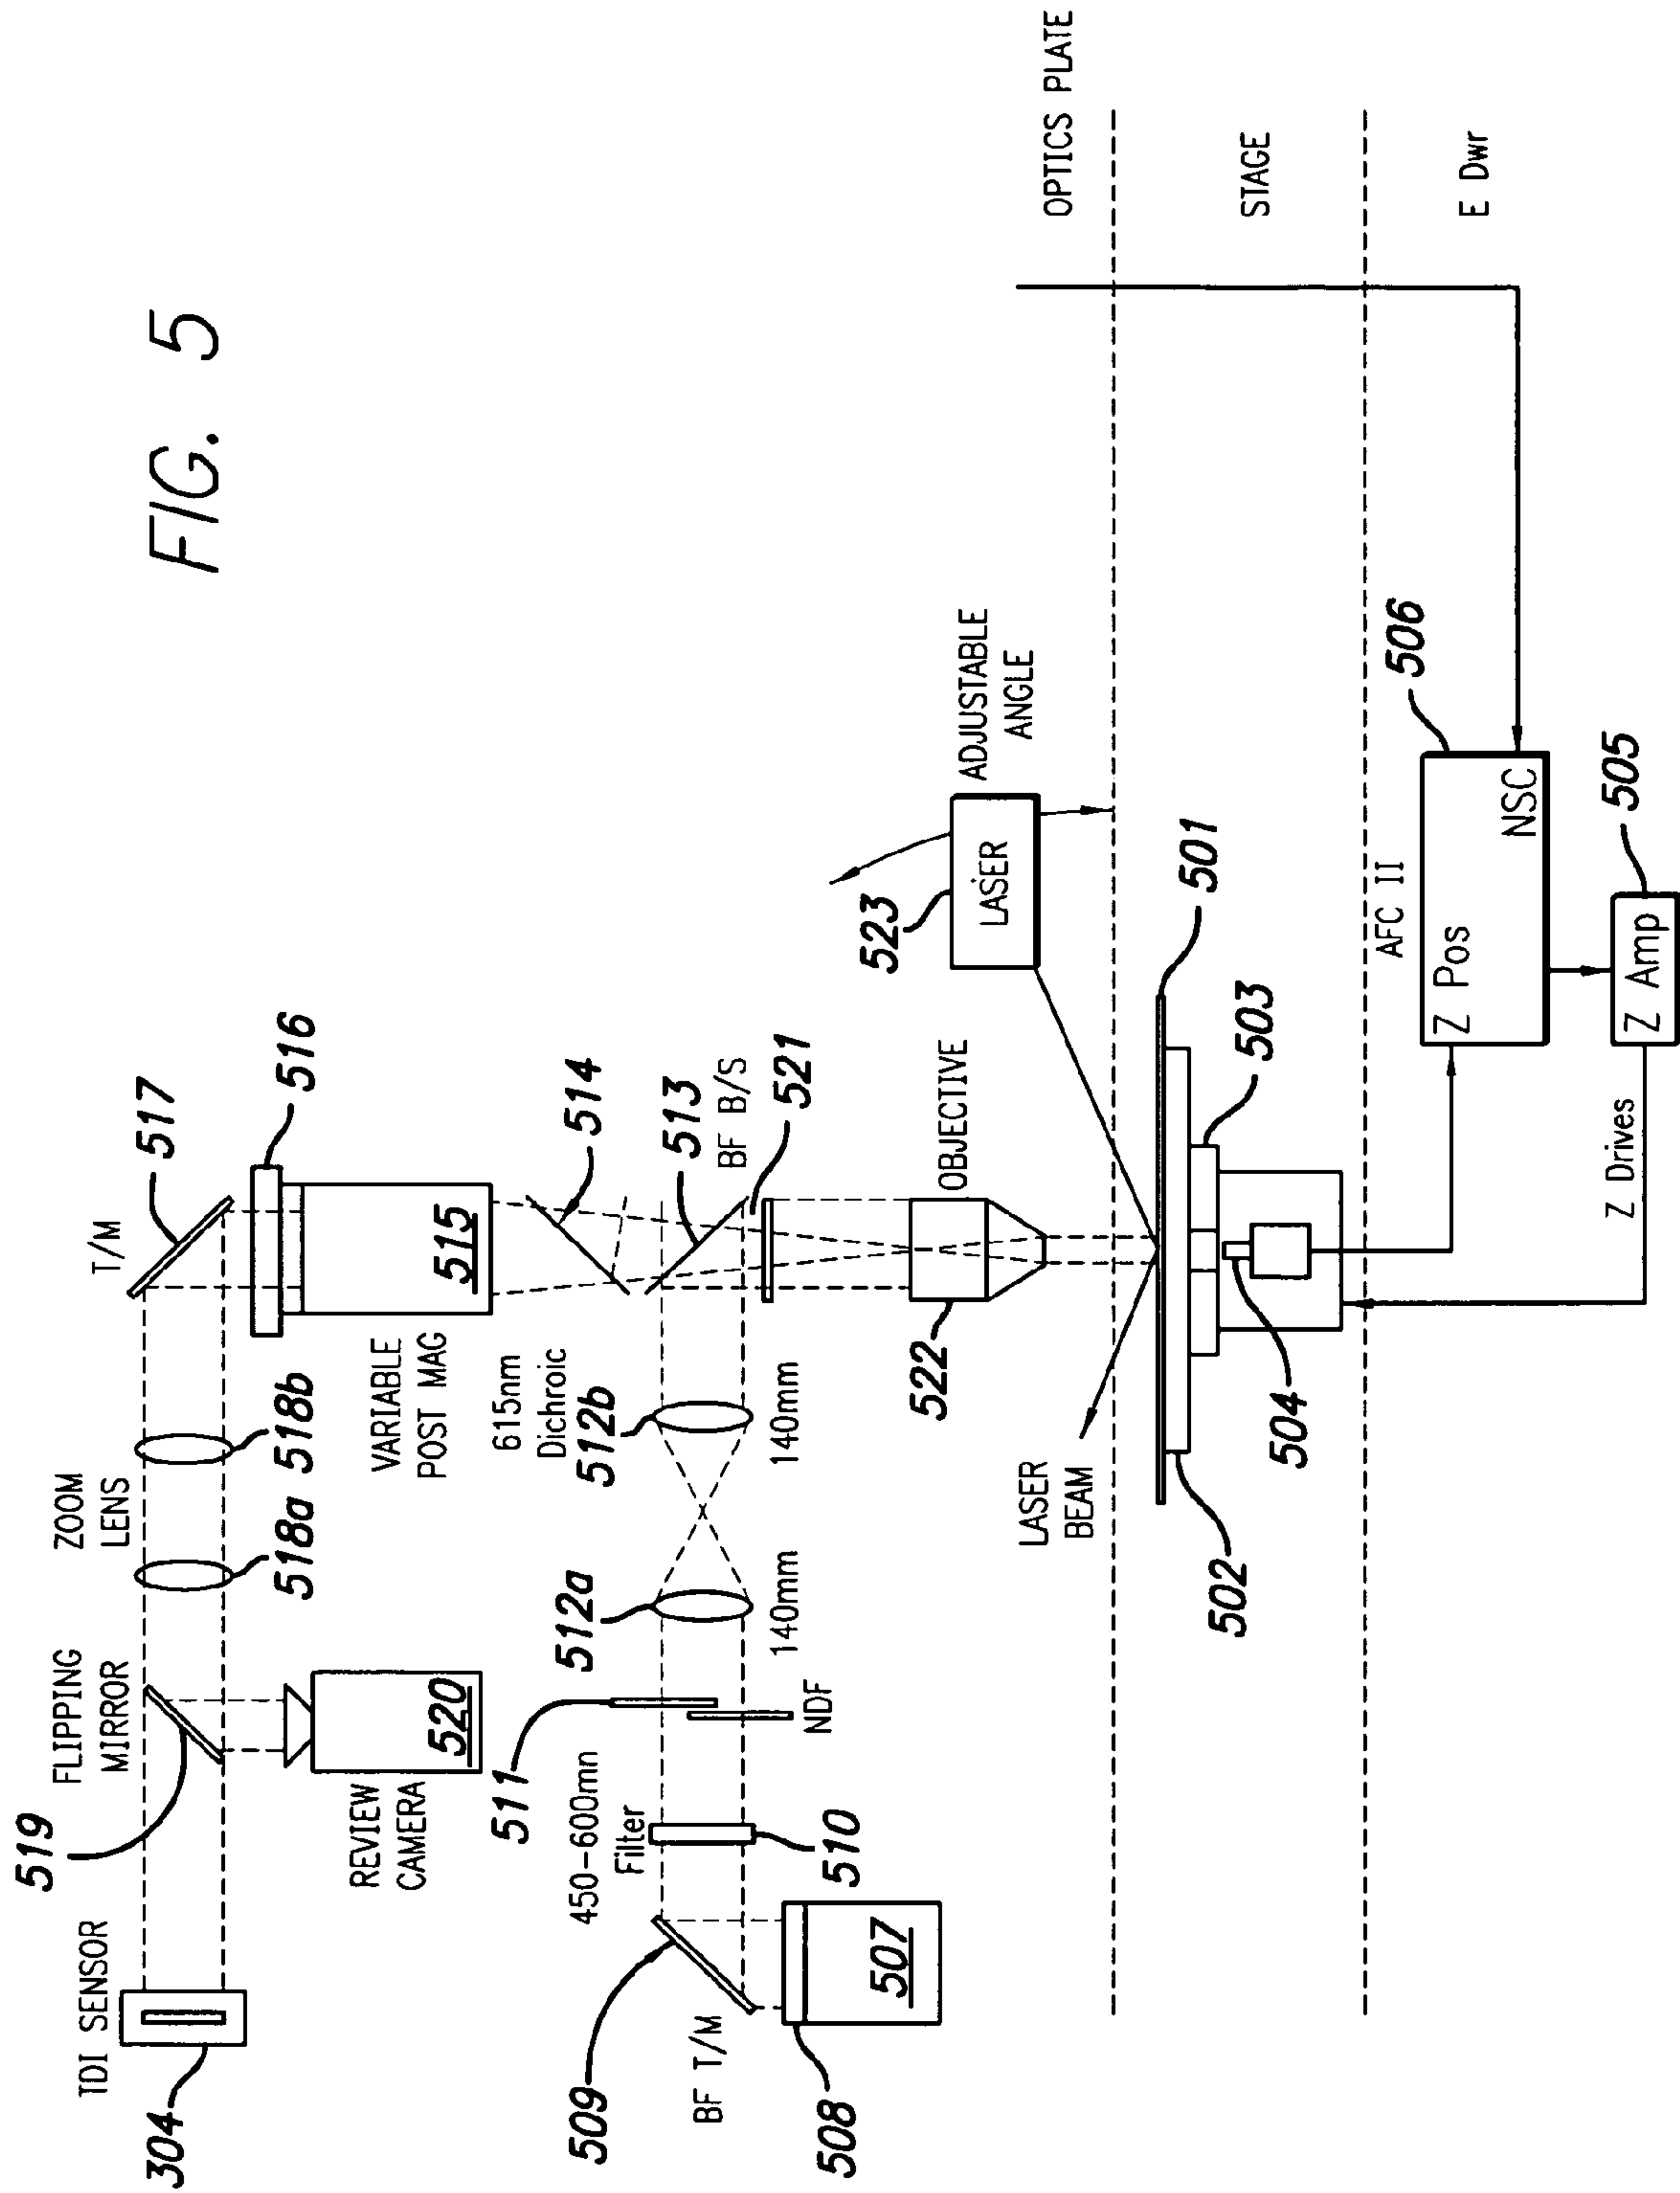 FIG. 5
TDI SENSOR
304
519
FLIPPING
MIRROR
ZOOM
LENS
518a
518b
T/M
517
516
REVIEW
CAMERA
520
VARIABLE
POST MAG
515
511
450-600mn
Filter
510
NDF
512a
140mm
615nm
Dichroic
512b
140mm
514
513
BF B/S
521
509
BF T/M
508
507
522
OBJECTIVE
523
LASER
ADJUSTABLE
ANGLE
LASER
BEAM
OPTICS PLATE
501
502
503
504
STAGE
AFC II
506
Z Pos
NSC
E Dwr
505
Z Amp
Z Drives